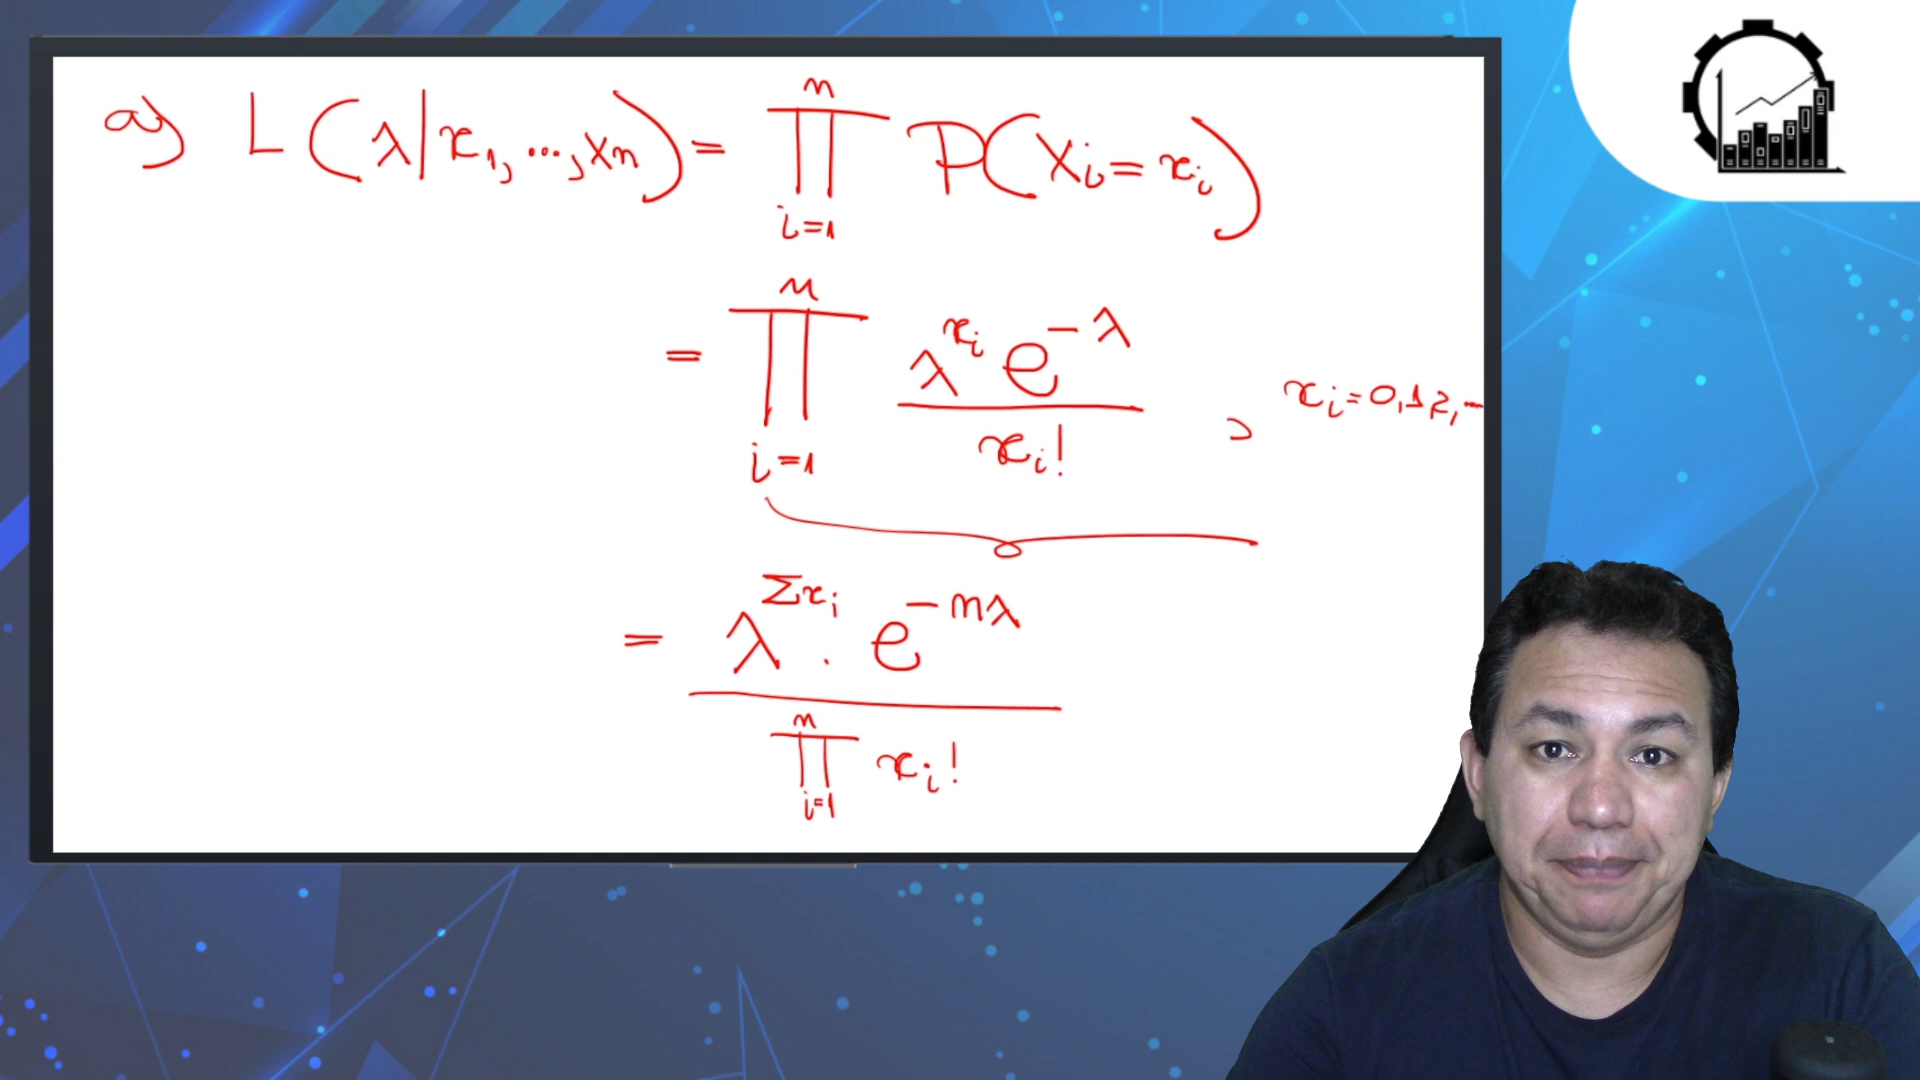 a) L(λ|x₁, ..., xₙ) = ∏ᵢ₌₁ⁿ P(Xᵢ = xᵢ)
= ∏ᵢ₌₁ⁿ λ^(xᵢ) e^(-λ) / xᵢ! , xᵢ = 0,1 2, ...
= λ^(Σxᵢ) . e^(-nλ) / ∏ᵢ₌₁ⁿ xᵢ!